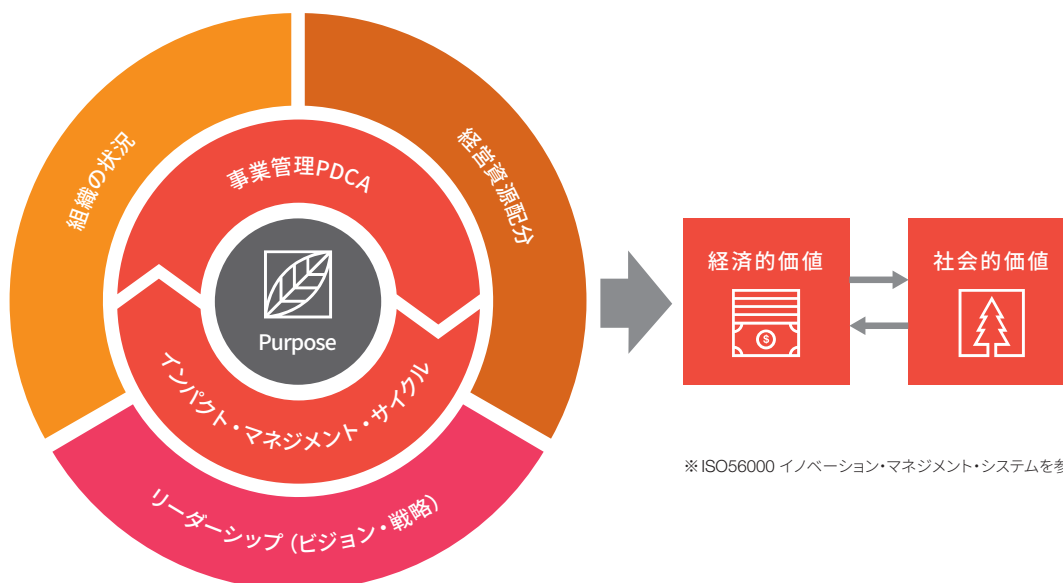 組織の状況
経営資源配分
事業管理PDCA
Purpose
インパクト・マネジメント・サイクル
リーダーシップ(ビジョン・戦略)
経済的価値
$
社会的価値
※ISO56000 イノベーション・マネジメント・システムを参